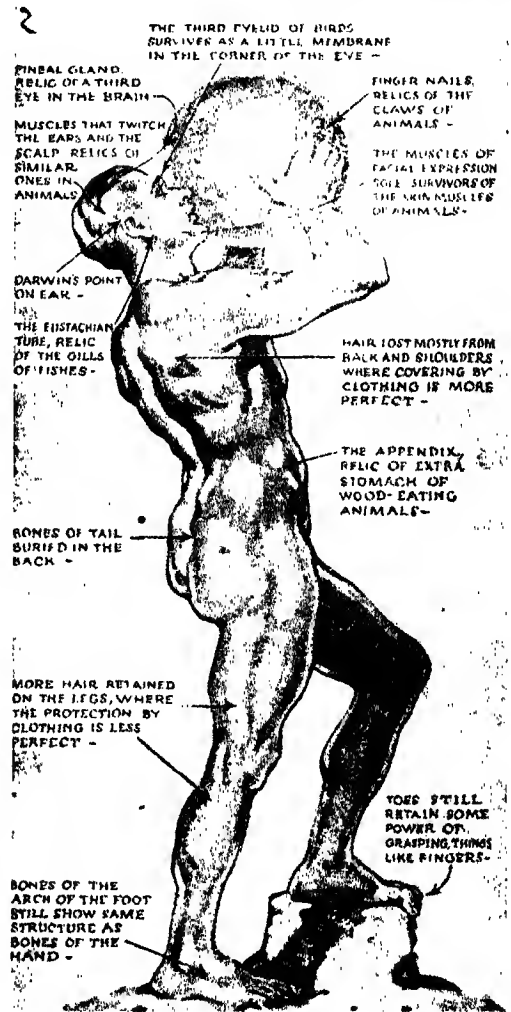 2
THE THIRD EYELID OF BIRDS
SURVIVES AS A LITTLE MEMBRANE
IN THE CORNER OF THE EYE -
PINEAL GLAND,
RELIC OF A THIRD
EYE IN THE BRAIN -
MUSCLES THAT TWITCH
THE EARS AND THE
SCALP RELICS OF
SIMILAR
ONES IN
ANIMALS
DARWIN'S POINT
ON EAR -
THE EUSTACHIAN
TUBE, RELIC
OF THE GILLS
OF FISHES -
BONES OF TAIL
BURIED IN THE
BACK -
MORE HAIR RETAINED
ON THE LEGS, WHERE
THE PROTECTION BY
CLOTHING IS LESS
PERFECT -
BONES OF THE
ARCH OF THE FOOT
STILL SHOW SAME
STRUCTURE AS
BONES OF THE
HAND -
FINGER NAILS,
RELICS OF THE
CLAWS OF
ANIMALS -
THE MUSCLES OF
FACIAL EXPRESSION
SOLE SURVIVORS OF
THE SKIN MUSCLES
OF ANIMALS -
HAIR LOST MOSTLY FROM
BACK AND SHOULDERS
WHERE COVERING BY
CLOTHING IS MORE
PERFECT -
THE APPENDIX,
RELIC OF EXTRA
STOMACH OF
WOOD-EATING
ANIMALS -
TOES STILL
RETAIN SOME
POWER OF
GRASPING THINGS
LIKE FINGERS -